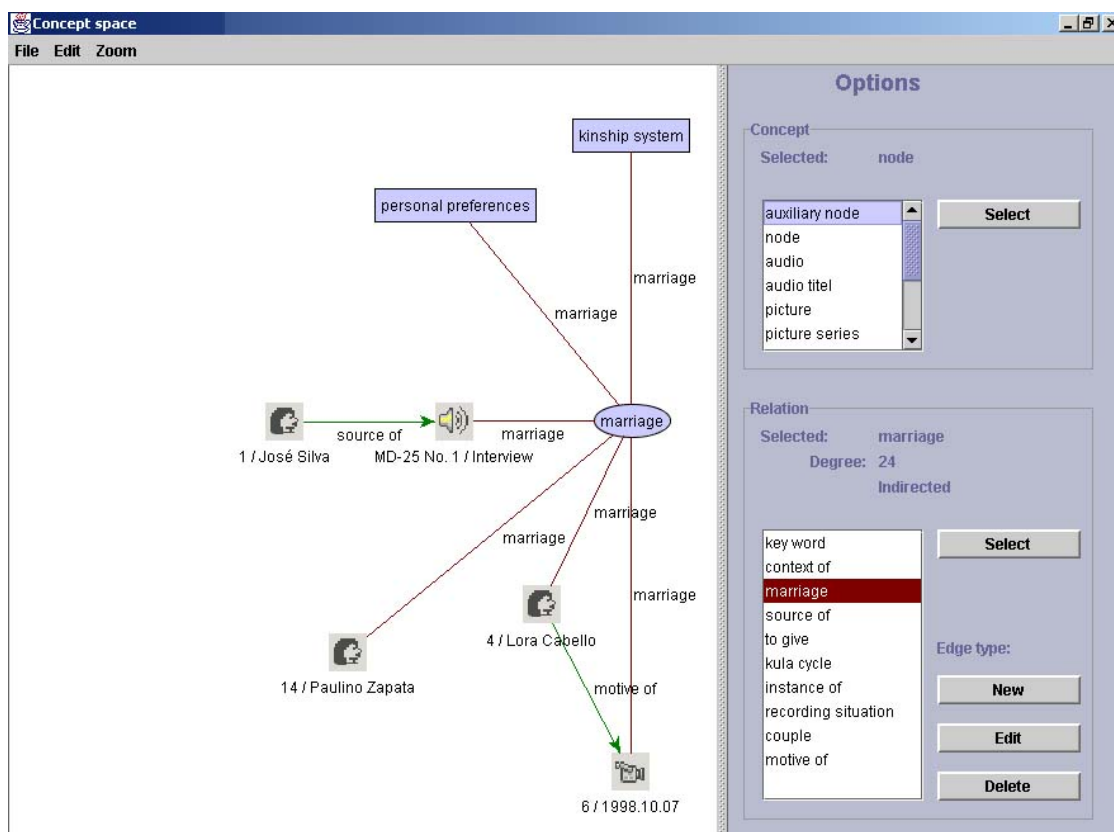 Concept space
File Edit Zoom
kinship system
personal preferences
marriage
marriage
marriage
source of
marriage
1 / José Silva
MD-25 No. 1 / Interview
marriage
marriage
marriage
4 / Lora Cabello
14 / Paulino Zapata
motive of
6 / 1998.10.07
Options
Concept
Selected: node
auxiliary node
node
audio
audio titel
picture
picture series
Select
Relation
Selected: marriage
Degree: 24
Indirected
key word
context of
marriage
source of
to give
kula cycle
instance of
recording situation
couple
motive of
Select
Edge type:
New
Edit
Delete